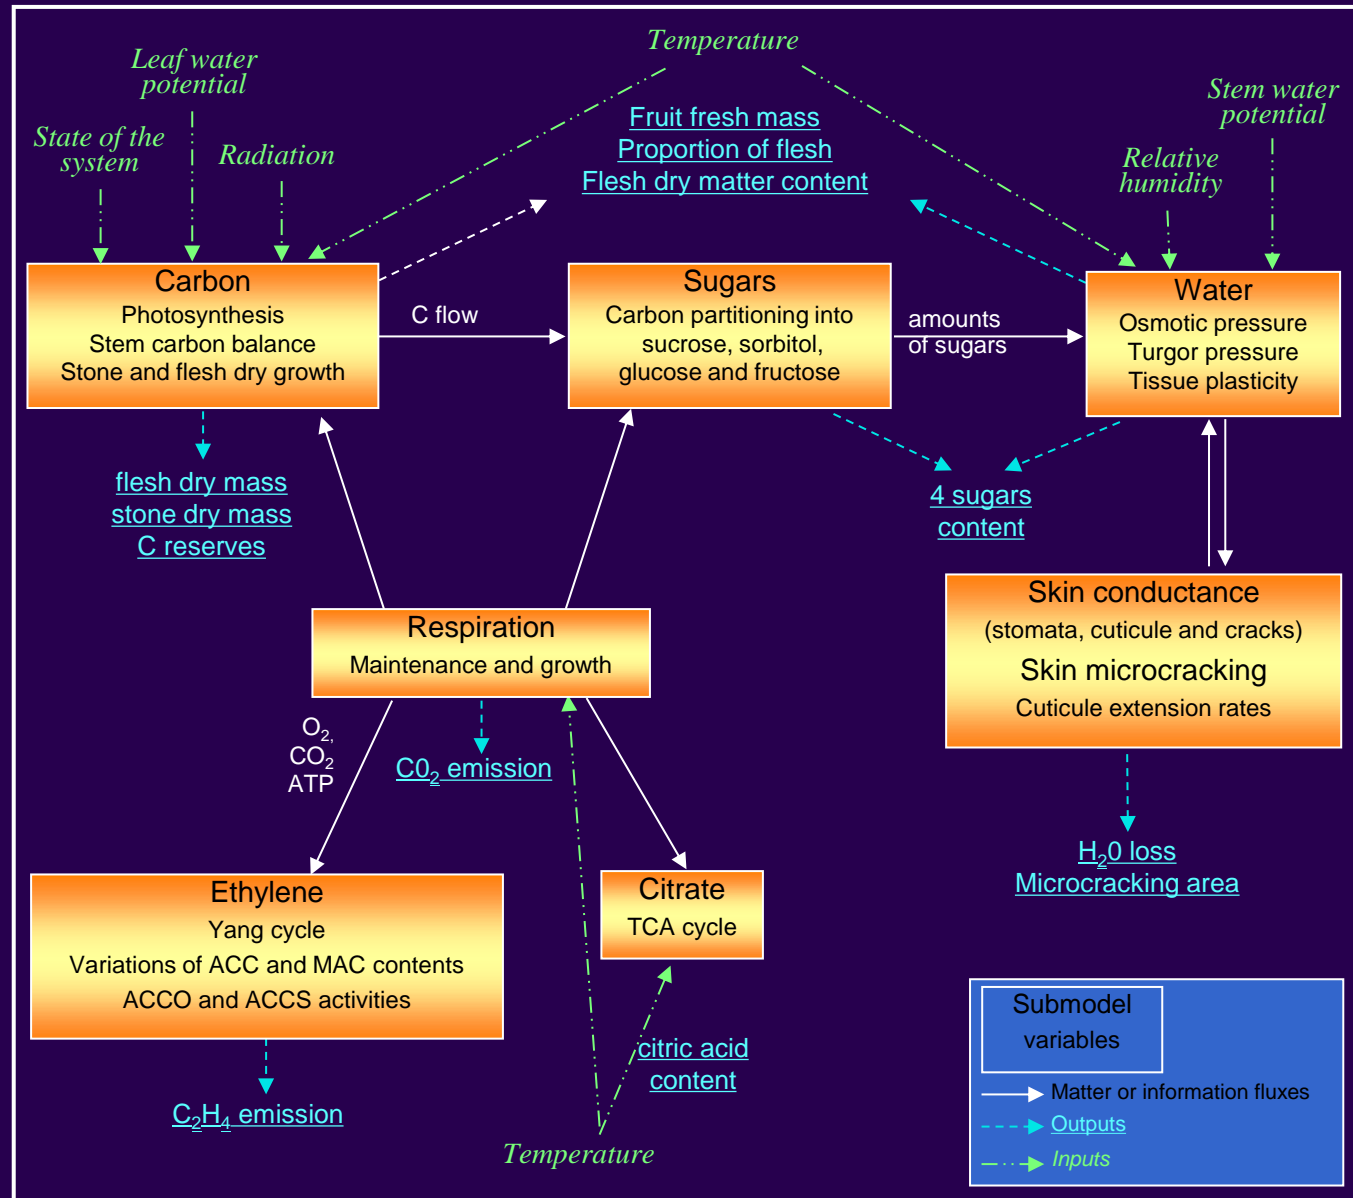 Temperature
Leaf water
potential
State of the
system
Radiation
Fruit fresh mass
Proportion of flesh
Flesh dry matter content
Stem water
potential
Relative
humidity
Carbon
Photosynthesis
Stem carbon balance
Stone and flesh dry growth
C flow
Sugars
Carbon partitioning into
sucrose, sorbitol,
glucose and fructose
amounts
of sugars
Water
Osmotic pressure
Turgor pressure
Tissue plasticity
flesh dry mass
stone dry mass
C reserves
4 sugars
content
Respiration
Maintenance and growth
Skin conductance
(stomata, cuticule and cracks)
Skin microcracking
Cuticule extension rates
O2,
CO2
ATP
C02 emission
H20 loss
Microcracking area
Ethylene
Yang cycle
Variations of ACC and MAC contents
ACCO and ACCS activities
Citrate
TCA cycle
citric acid
content
C2H4 emission
Temperature
Submodel
variables
Matter or information fluxes
Outputs
Inputs